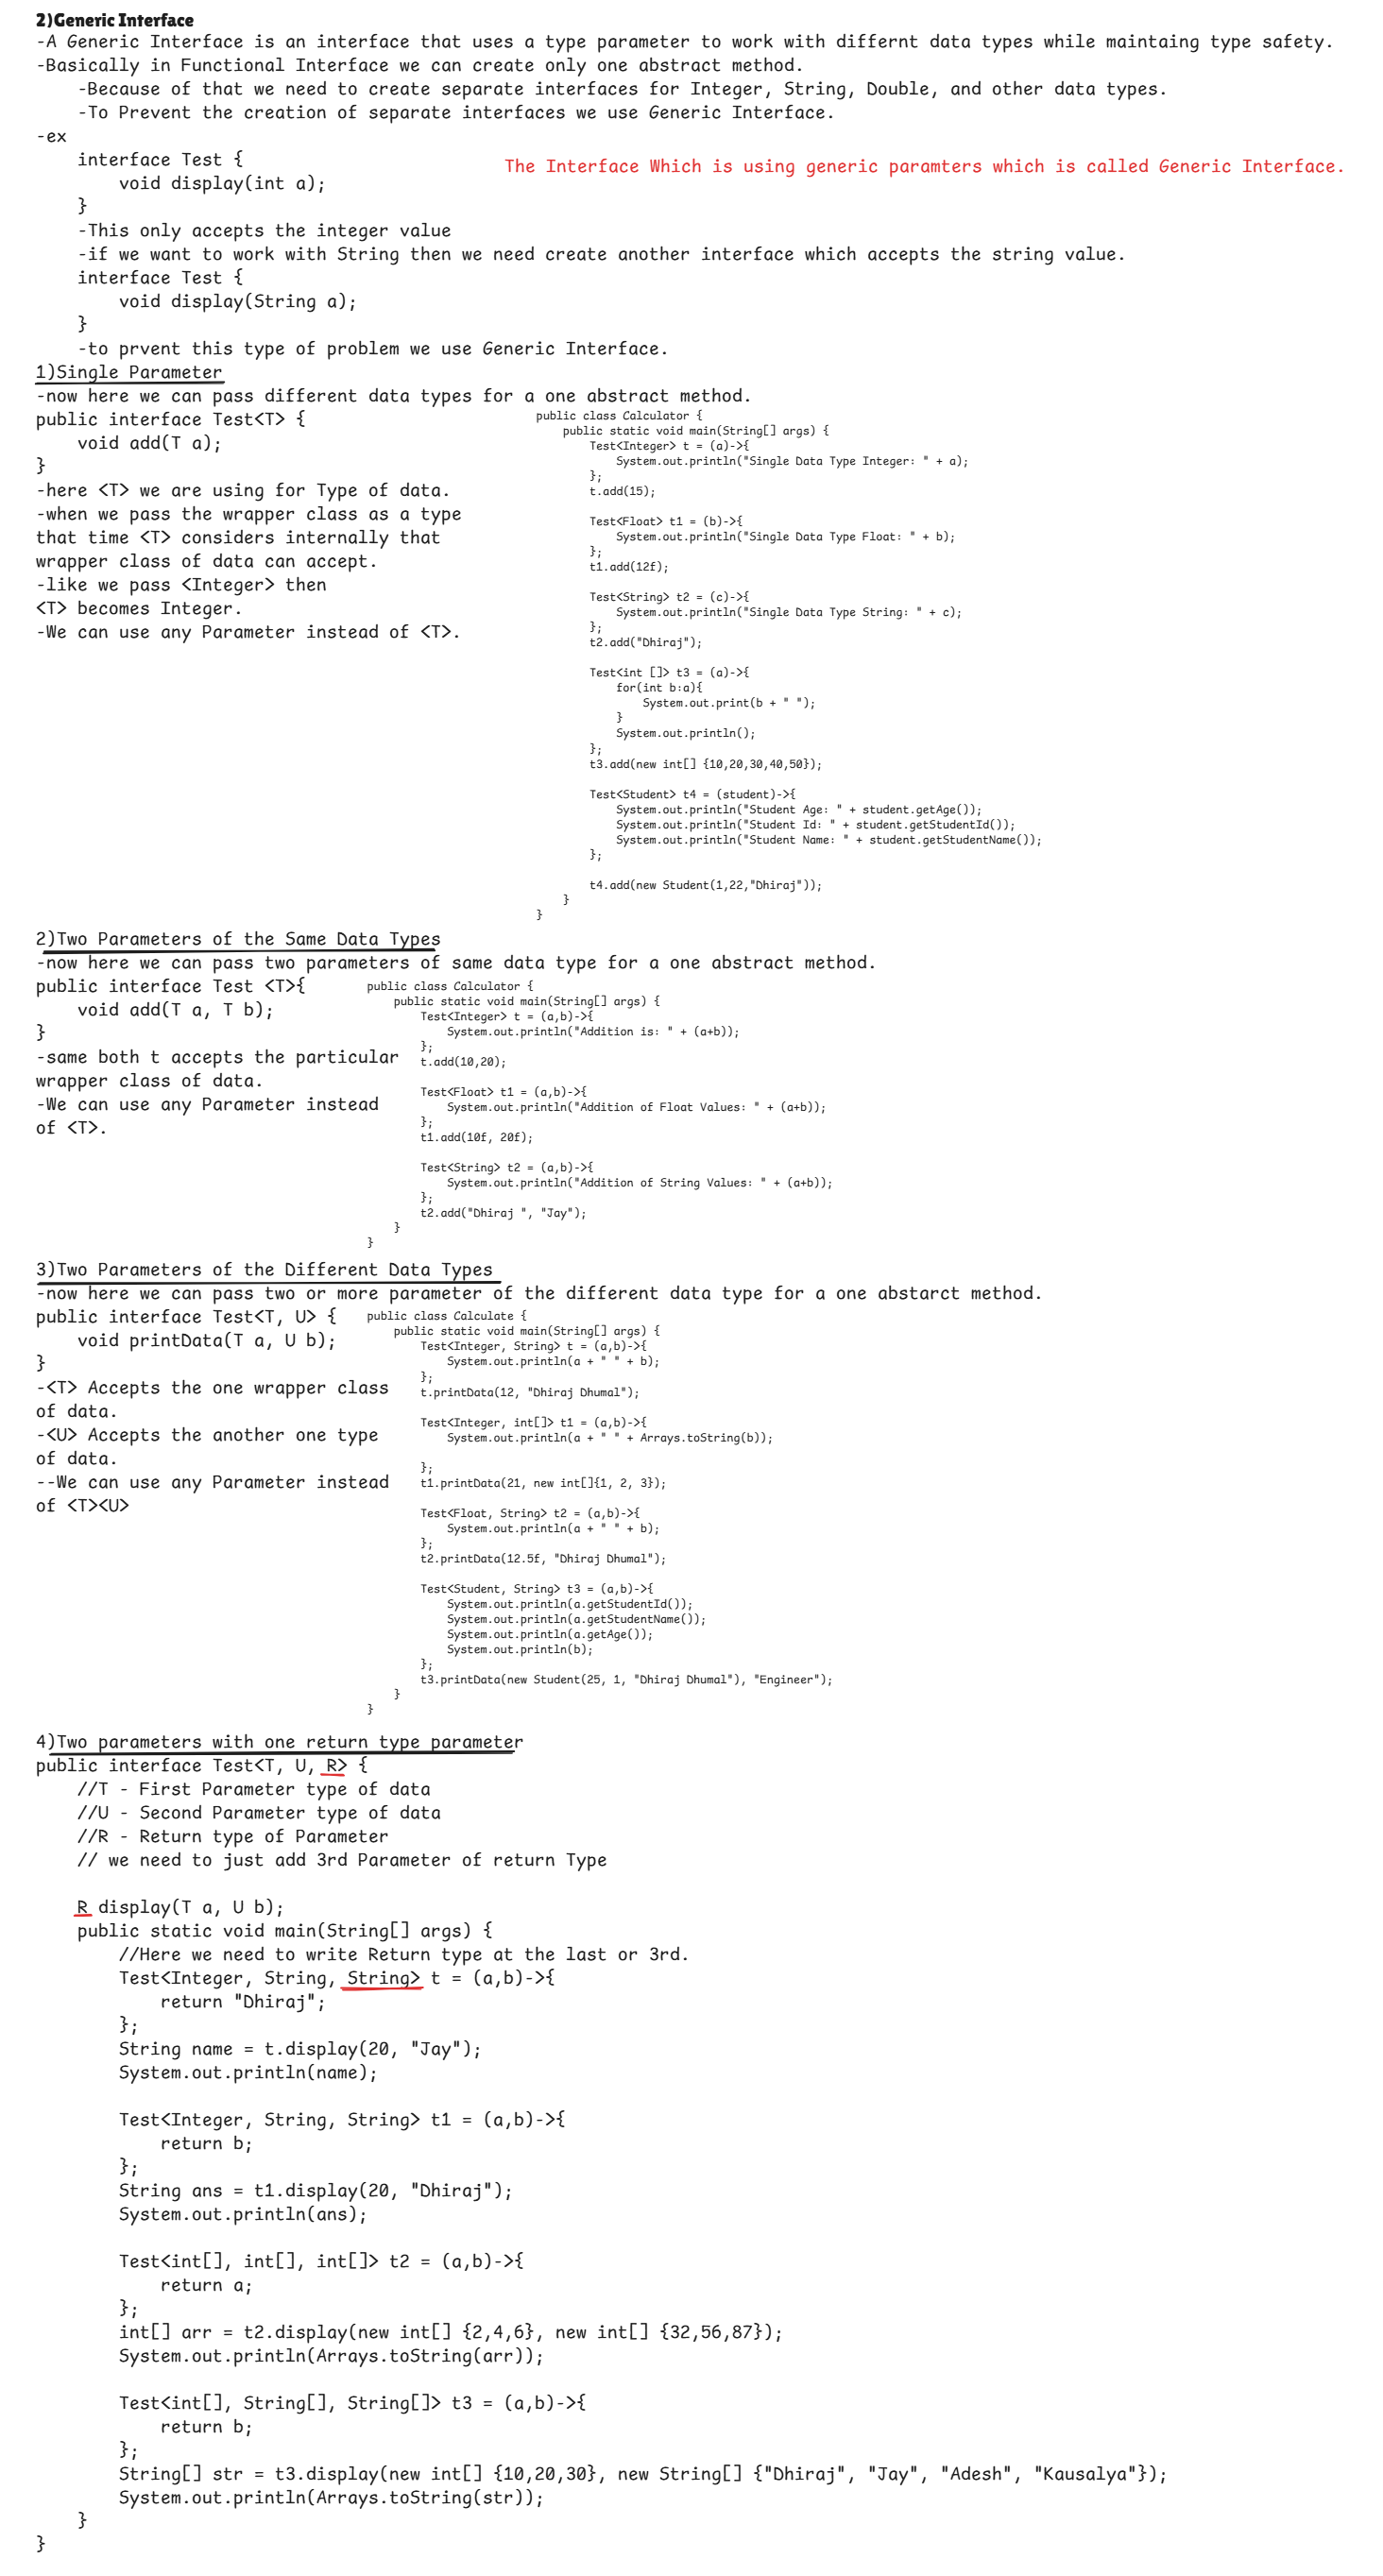 2)Generic Interface
-A Generic Interface is an interface that uses a type parameter to work with differnt data types while maintaing type safety.
-Basically in Functional Interface we can create only one abstract method.
    -Because of that we need to create separate interfaces for Integer, String, Double, and other data types.
    -To Prevent the creation of separate interfaces we use Generic Interface.
-ex
    interface Test {
The Interface Which is using generic paramters which is called Generic Interface.
        void display(int a);
    }
    -This only accepts the integer value
    -if we want to work with String then we need create another interface which accepts the string value.
    interface Test {
        void display(String a);
    }
    -to prvent this type of problem we use Generic Interface.
1)Single Parameter
-now here we can pass different data types for a one abstract method.
public interface Test<T> {
    void add(T a);
}
-here <T> we are using for Type of data.
-when we pass the wrapper class as a type
that time <T> considers internally that
wrapper class of data can accept.
-like we pass <Integer> then
<T> becomes Integer.
-We can use any Parameter instead of <T>.
public class Calculator {
    public static void main(String[] args) {
        Test<Integer> t = (a)->{
            System.out.println("Single Data Type Integer: " + a);
        };
        t.add(15);

        Test<Float> t1 = (b)->{
            System.out.println("Single Data Type Float: " + b);
        };
        t1.add(12f);

        Test<String> t2 = (c)->{
            System.out.println("Single Data Type String: " + c);
        };
        t2.add("Dhiraj");

        Test<int []> t3 = (a)->{
            for(int b:a){
                System.out.print(b + " ");
            }
            System.out.println();
        };
        t3.add(new int[] {10,20,30,40,50});

        Test<Student> t4 = (student)->{
            System.out.println("Student Age: " + student.getAge());
            System.out.println("Student Id: " + student.getStudentId());
            System.out.println("Student Name: " + student.getStudentName());
        };

        t4.add(new Student(1,22,"Dhiraj"));
    }
}
2)Two Parameters of the Same Data Types
-now here we can pass two parameters of same data type for a one abstract method.
public interface Test <T>{
    void add(T a, T b);
}
-same both t accepts the particular
wrapper class of data.
-We can use any Parameter instead
of <T>.
public class Calculator {
    public static void main(String[] args) {
        Test<Integer> t = (a,b)->{
            System.out.println("Addition is: " + (a+b));
        };
        t.add(10,20);

        Test<Float> t1 = (a,b)->{
            System.out.println("Addition of Float Values: " + (a+b));
        };
        t1.add(10f, 20f);

        Test<String> t2 = (a,b)->{
            System.out.println("Addition of String Values: " + (a+b));
        };
        t2.add("Dhiraj ", "Jay");
    }
}
3)Two Parameters of the Different Data Types
-now here we can pass two or more parameter of the different data type for a one abstarct method.
public interface Test<T, U> {
    void printData(T a, U b);
}
-<T> Accepts the one wrapper class
of data.
-<U> Accepts the another one type
of data.
--We can use any Parameter instead
of <T><U>
public class Calculate {
    public static void main(String[] args) {
        Test<Integer, String> t = (a,b)->{
            System.out.println(a + " " + b);
        };
        t.printData(12, "Dhiraj Dhumal");

        Test<Integer, int[]> t1 = (a,b)->{
            System.out.println(a + " " + Arrays.toString(b));

        };
        t1.printData(21, new int[]{1, 2, 3});

        Test<Float, String> t2 = (a,b)->{
            System.out.println(a + " " + b);
        };
        t2.printData(12.5f, "Dhiraj Dhumal");

        Test<Student, String> t3 = (a,b)->{
            System.out.println(a.getStudentId());
            System.out.println(a.getStudentName());
            System.out.println(a.getAge());
            System.out.println(b);
        };
        t3.printData(new Student(25, 1, "Dhiraj Dhumal"), "Engineer");
    }
}
4)Two parameters with one return type parameter
public interface Test<T, U, R> {
    //T - First Parameter type of data
    //U - Second Parameter type of data
    //R - Return type of Parameter
    // we need to just add 3rd Parameter of return Type

    R display(T a, U b);
    public static void main(String[] args) {
        //Here we need to write Return type at the last or 3rd.
        Test<Integer, String, String> t = (a,b)->{
            return "Dhiraj";
        };
        String name = t.display(20, "Jay");
        System.out.println(name);

        Test<Integer, String, String> t1 = (a,b)->{
            return b;
        };
        String ans = t1.display(20, "Dhiraj");
        System.out.println(ans);

        Test<int[], int[], int[]> t2 = (a,b)->{
            return a;
        };
        int[] arr = t2.display(new int[] {2,4,6}, new int[] {32,56,87});
        System.out.println(Arrays.toString(arr));

        Test<int[], String[], String[]> t3 = (a,b)->{
            return b;
        };
        String[] str = t3.display(new int[] {10,20,30}, new String[] {"Dhiraj", "Jay", "Adesh", "Kausalya"});
        System.out.println(Arrays.toString(str));
    }
}